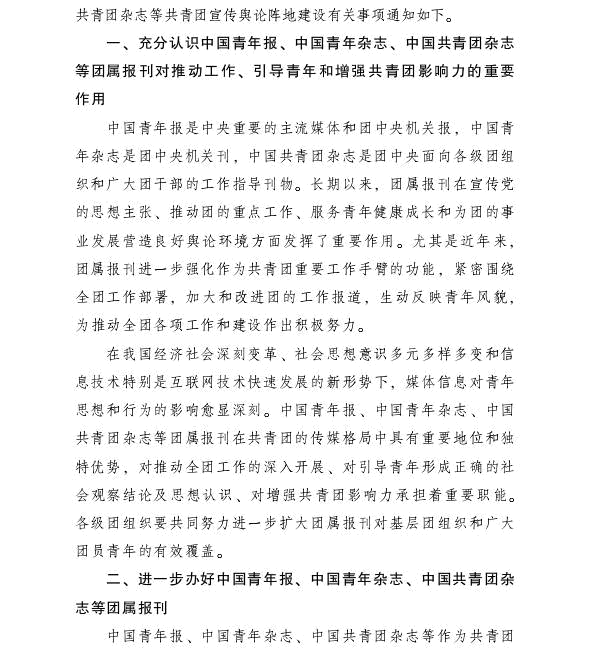 共青团杂志等共青团宣传舆论阵地建设有关事项通知如下。
一、充分认识中国青年报、中国青年杂志、中国共青团杂志
等团属报刊对推动工作、引导青年和增强共青团影响力的重要
作用
中国青年报是中央重要的主流媒体和团中央机关报，中国青
年杂志是团中央机关刊，中国共青团杂志是团中央面向各级团组
织和广大团干部的工作指导刊物。长期以来，团属报刊在宣传党
的思想主张、推动团的重点工作、服务青年健康成长和为团的事
业发展营造良好舆论环境方面发挥了重要作用。尤其是近年来，
团属报刊进一步强化作为共青团重要工作手臂的功能，紧密围绕
全团工作部署，加大和改进团的工作报道，生动反映青年风貌，
为推动全团各项工作和建设作出积极努力。
在我国经济社会深刻变革、社会思想意识多元多样多变和信
息技术特别是互联网技术快速发展的新形势下，媒体信息对青年
思想和行为的影响愈显深刻。中国青年报、中国青年杂志、中国
共青团杂志等团属报刊在共青团的传媒格局中具有重要地位和独
特优势，对推动全团工作的深入开展、对引导青年形成正确的社
会观察结论及思想认识、对增强共青团影响力承担着重要职能。
各级团组织要共同努力进一步扩大团属报刊对基层团组织和广大
团员青年的有效覆盖。
二、进一步办好中国青年报、中国青年杂志、中国共青团杂
志等团属报刊
中国青年报、中国青年杂志、中国共青团杂志等作为共青团